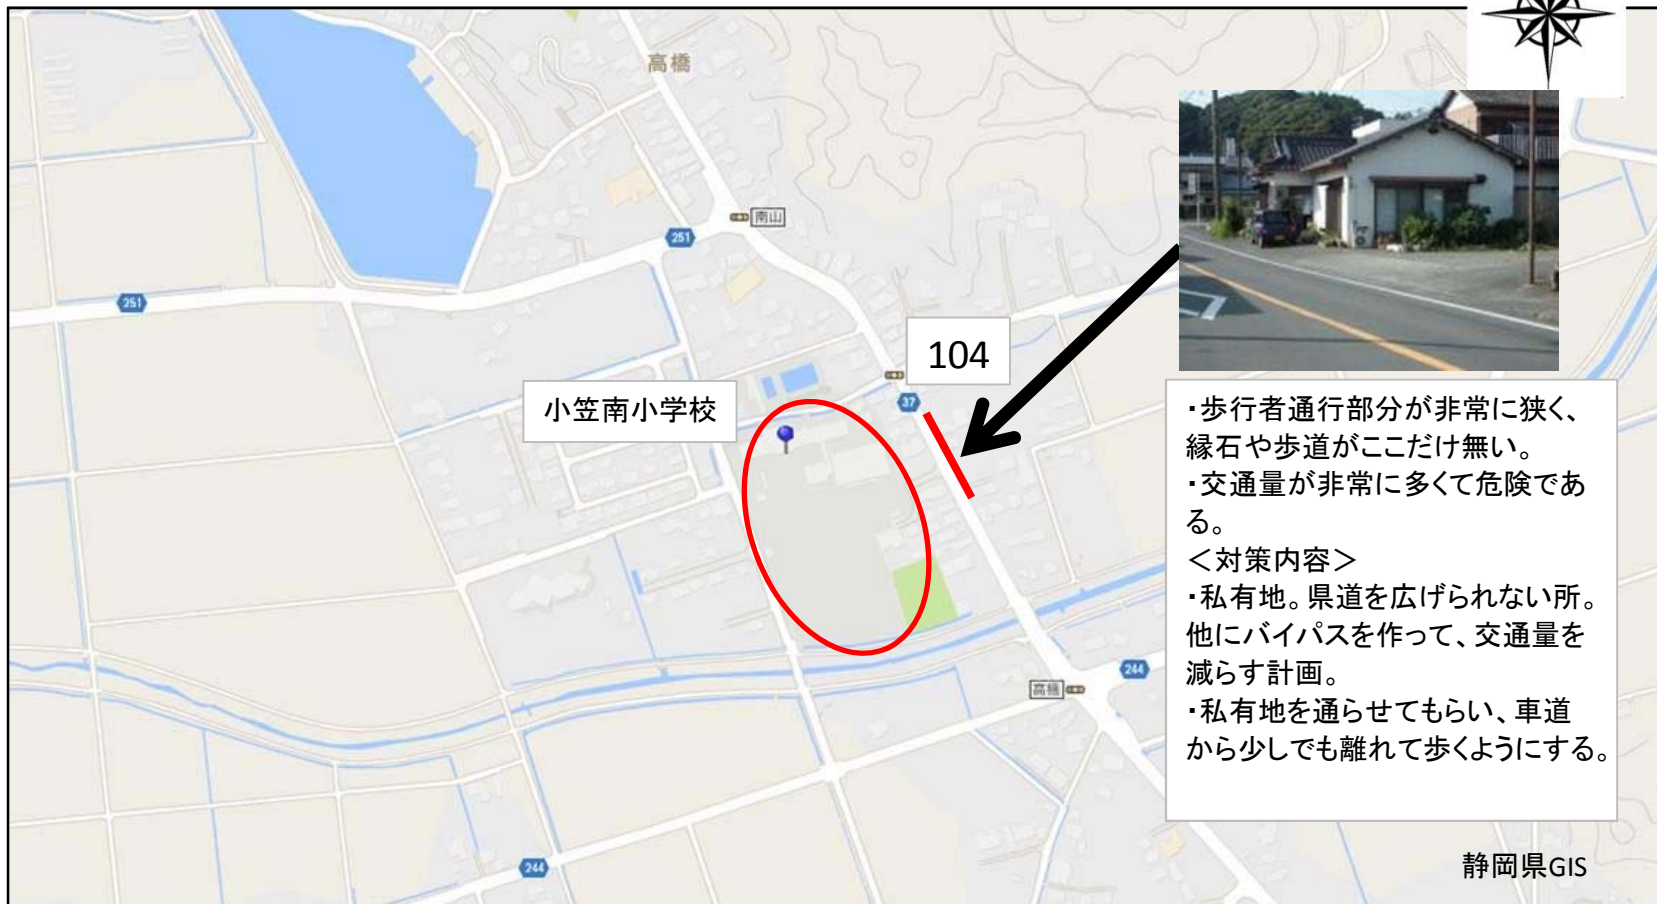 高橋
南山
251
251
104
37
小笠南小学校
・歩行者通行部分が非常に狭く、
縁石や歩道がここだけ無い。
・交通量が非常に多くて危険であ
る。
＜対策内容＞
・私有地。県道を広げられない所。
他にバイパスを作って、交通量を
減らす計画。
・私有地を通らせてもらい、車道
から少しでも離れて歩くようにする。
244
高橋
244
静岡県GIS